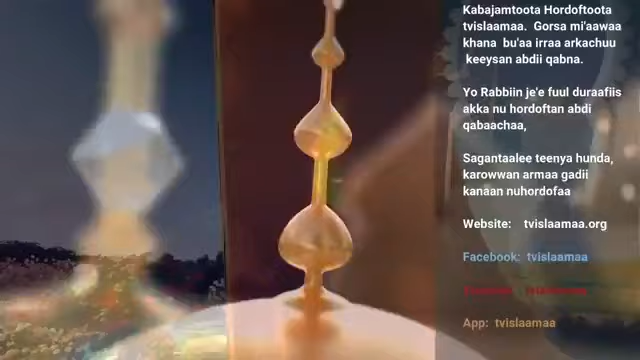 Kabajamtoota Hordoftoota
tvislaamaa. Gorsa mi'aawaa
khana bu'aa irraa arkachuu
keeysan abdii qabna.
Yo Rabbiin je'e fuul duraafiis
akka nu hordoftan abdi
qabaachaa,
Sagantaalee teenya hunda,
karowwan armaa gadii
kanaan nuhordofaa
Website: tvislaamaa.org
Facebook: tvislaamaa
App: tvislaamaa